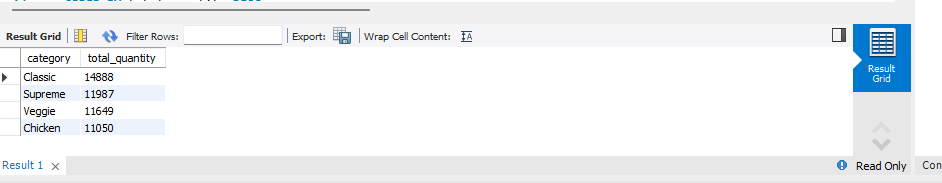 Result Grid Filter Rows: Export: Wrap Cell Content:
category total_quantity
Classic 14888
Supreme 11987
Veggie 11649
Chicken 11050
Result Grid
Result 1 Read Only Con